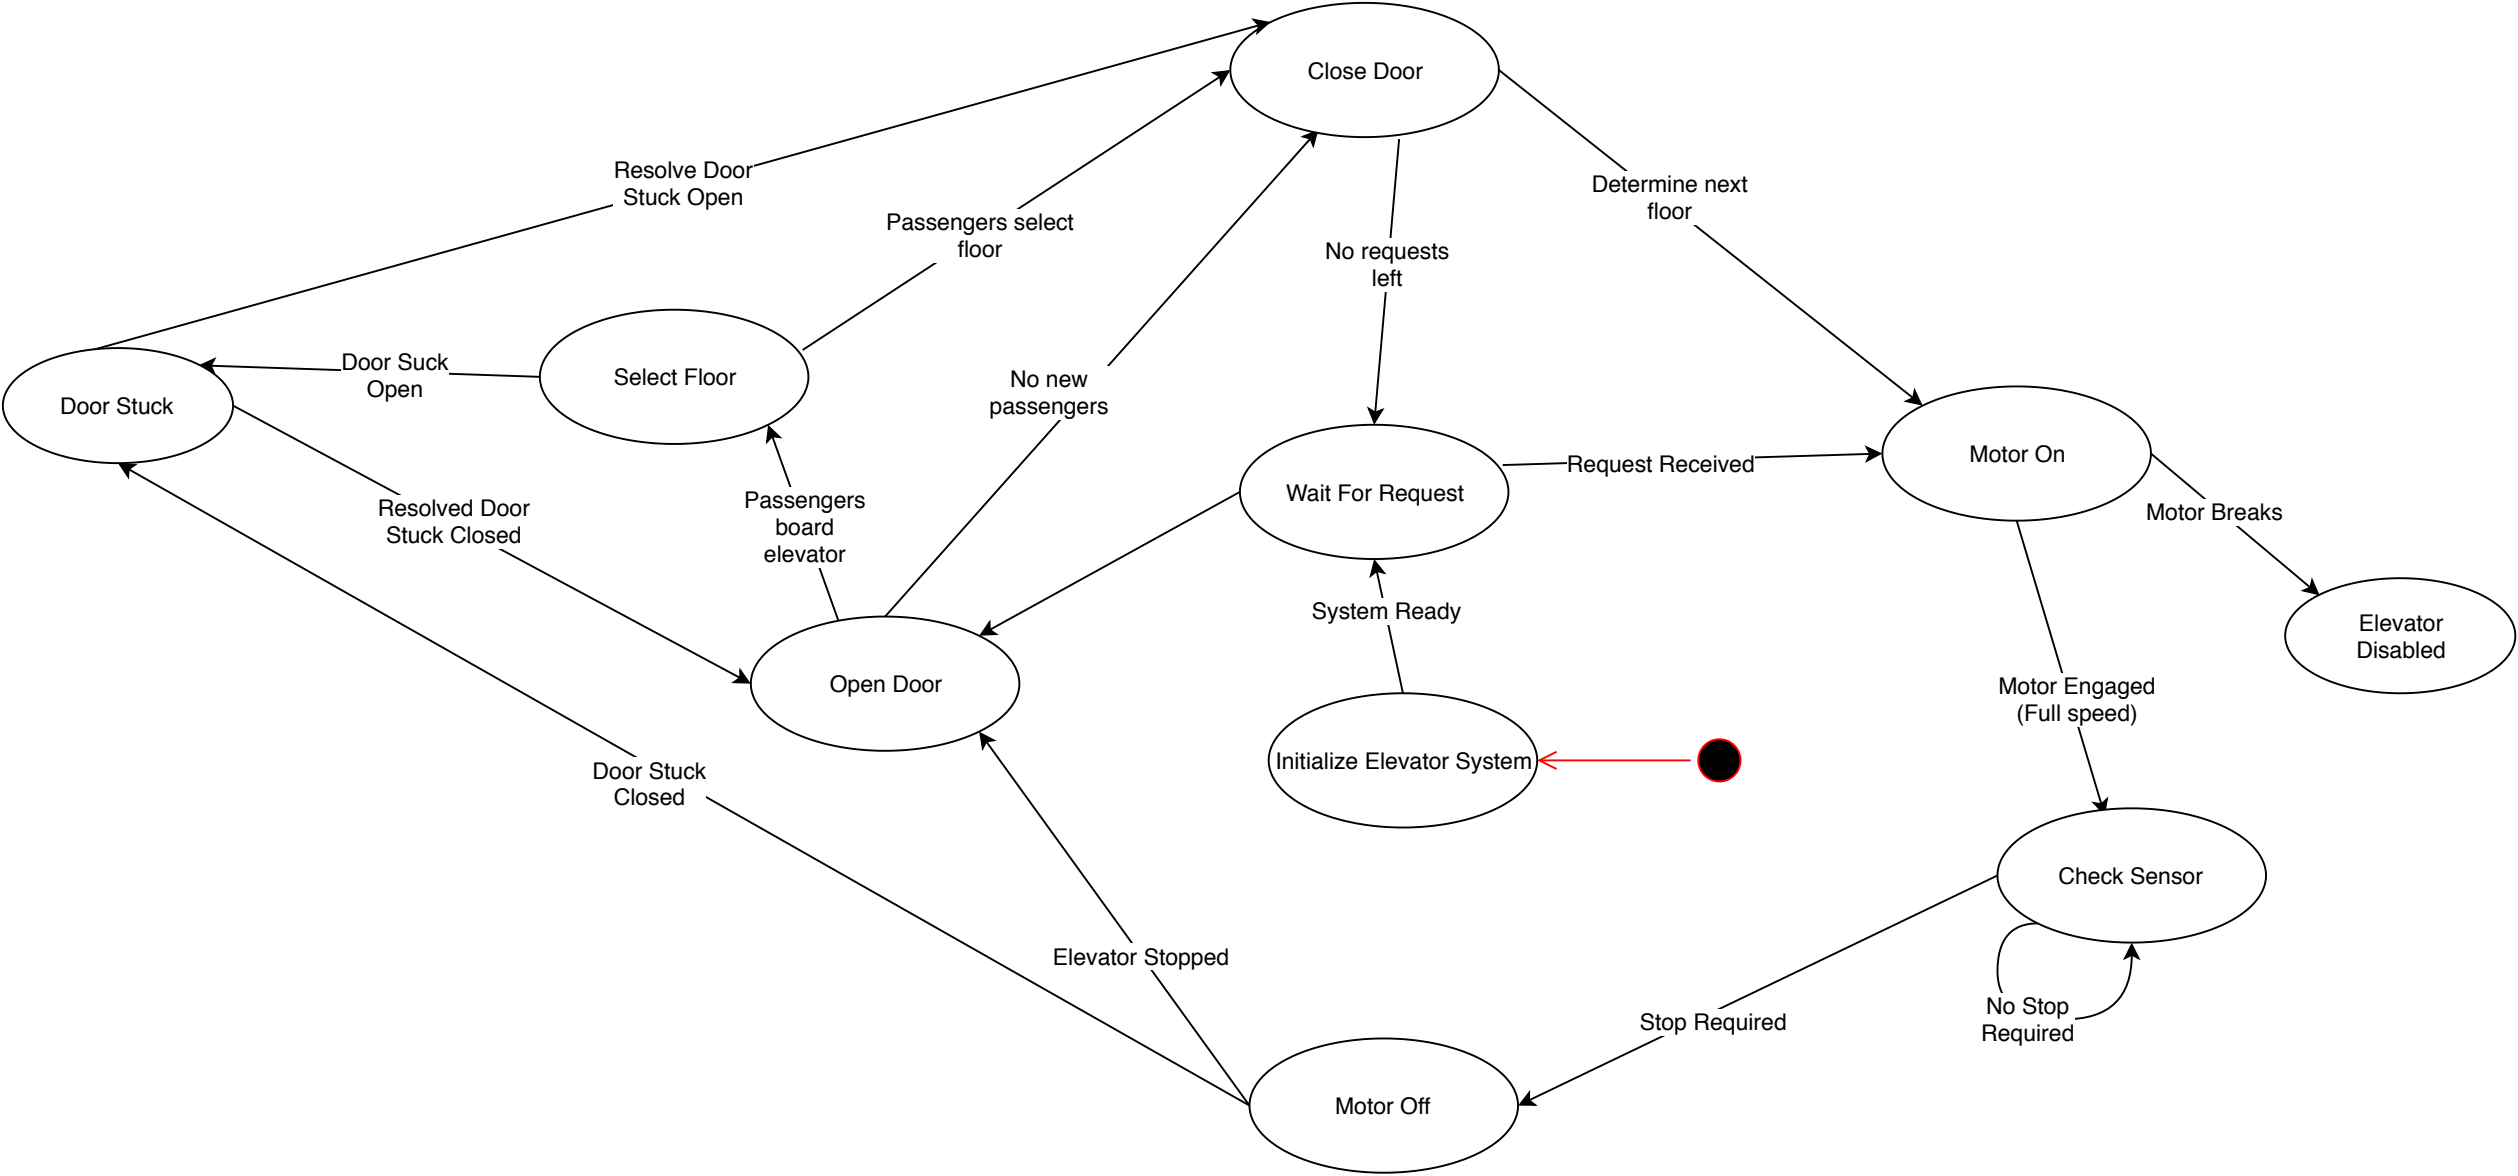 Close Door
Resolve Door
Stuck Open
Determine next
floor
Passengers select
floor
No requests
left
Door Suck
Open
Select Floor
No new
passengers
Door Stuck
Motor On
Request Received
Wait For Request
Resolved Door
Stuck Closed
Passengers
board
elevator
Motor Breaks
System Ready
Elevator
Disabled
Open Door
Motor Engaged
(Full speed)
Initialize Elevator System
Door Stuck
Closed
Check Sensor
Elevator Stopped
No Stop
Required
Stop Required
Motor Off